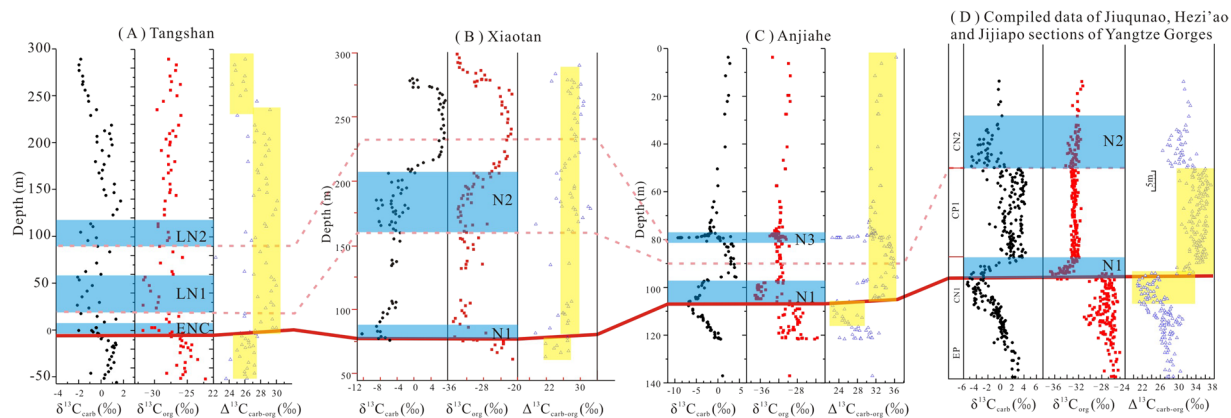 (A) Tangshan
(B) Xiaotan
(C) Anjiahe
(D) Compiled data of Jiuqunao, Hezi'ao
and Jijiapo sections of Yangtze Gorges
Depth (m)
300
250
200
150
100
50
0
-50
LN2
LN1
ENC
-4 -2 0 2 -30 -25 22 24 26 28 30 32
δ¹³Ccarb(‰) δ¹³Corg(‰) Δ¹³Ccarb-org(‰)
Depth (m)
300
250
200
150
100
50
N2
N1
-12 -8 -4 0 4 -36 -28 -20 24 30
δ¹³Ccarb(‰) δ¹³Corg(‰) Δ¹³Ccarb-org(‰)
Depth (m)
0
20
40
60
80
100
120
140
N3
N1
-10 -5 0 5 -36 -28 24 28 32 36
δ¹³Ccarb(‰) δ¹³Corg(‰) Δ¹³Ccarb-org(‰)
CN2
CP1
CN1
EP
5m
N2
N1
-6 -2 0 2 4 -36 -32 -28 -24 22 26 30 34 38
δ¹³Ccarb(‰) δ¹³Corg(‰) Δ¹³Ccarb-org(‰)